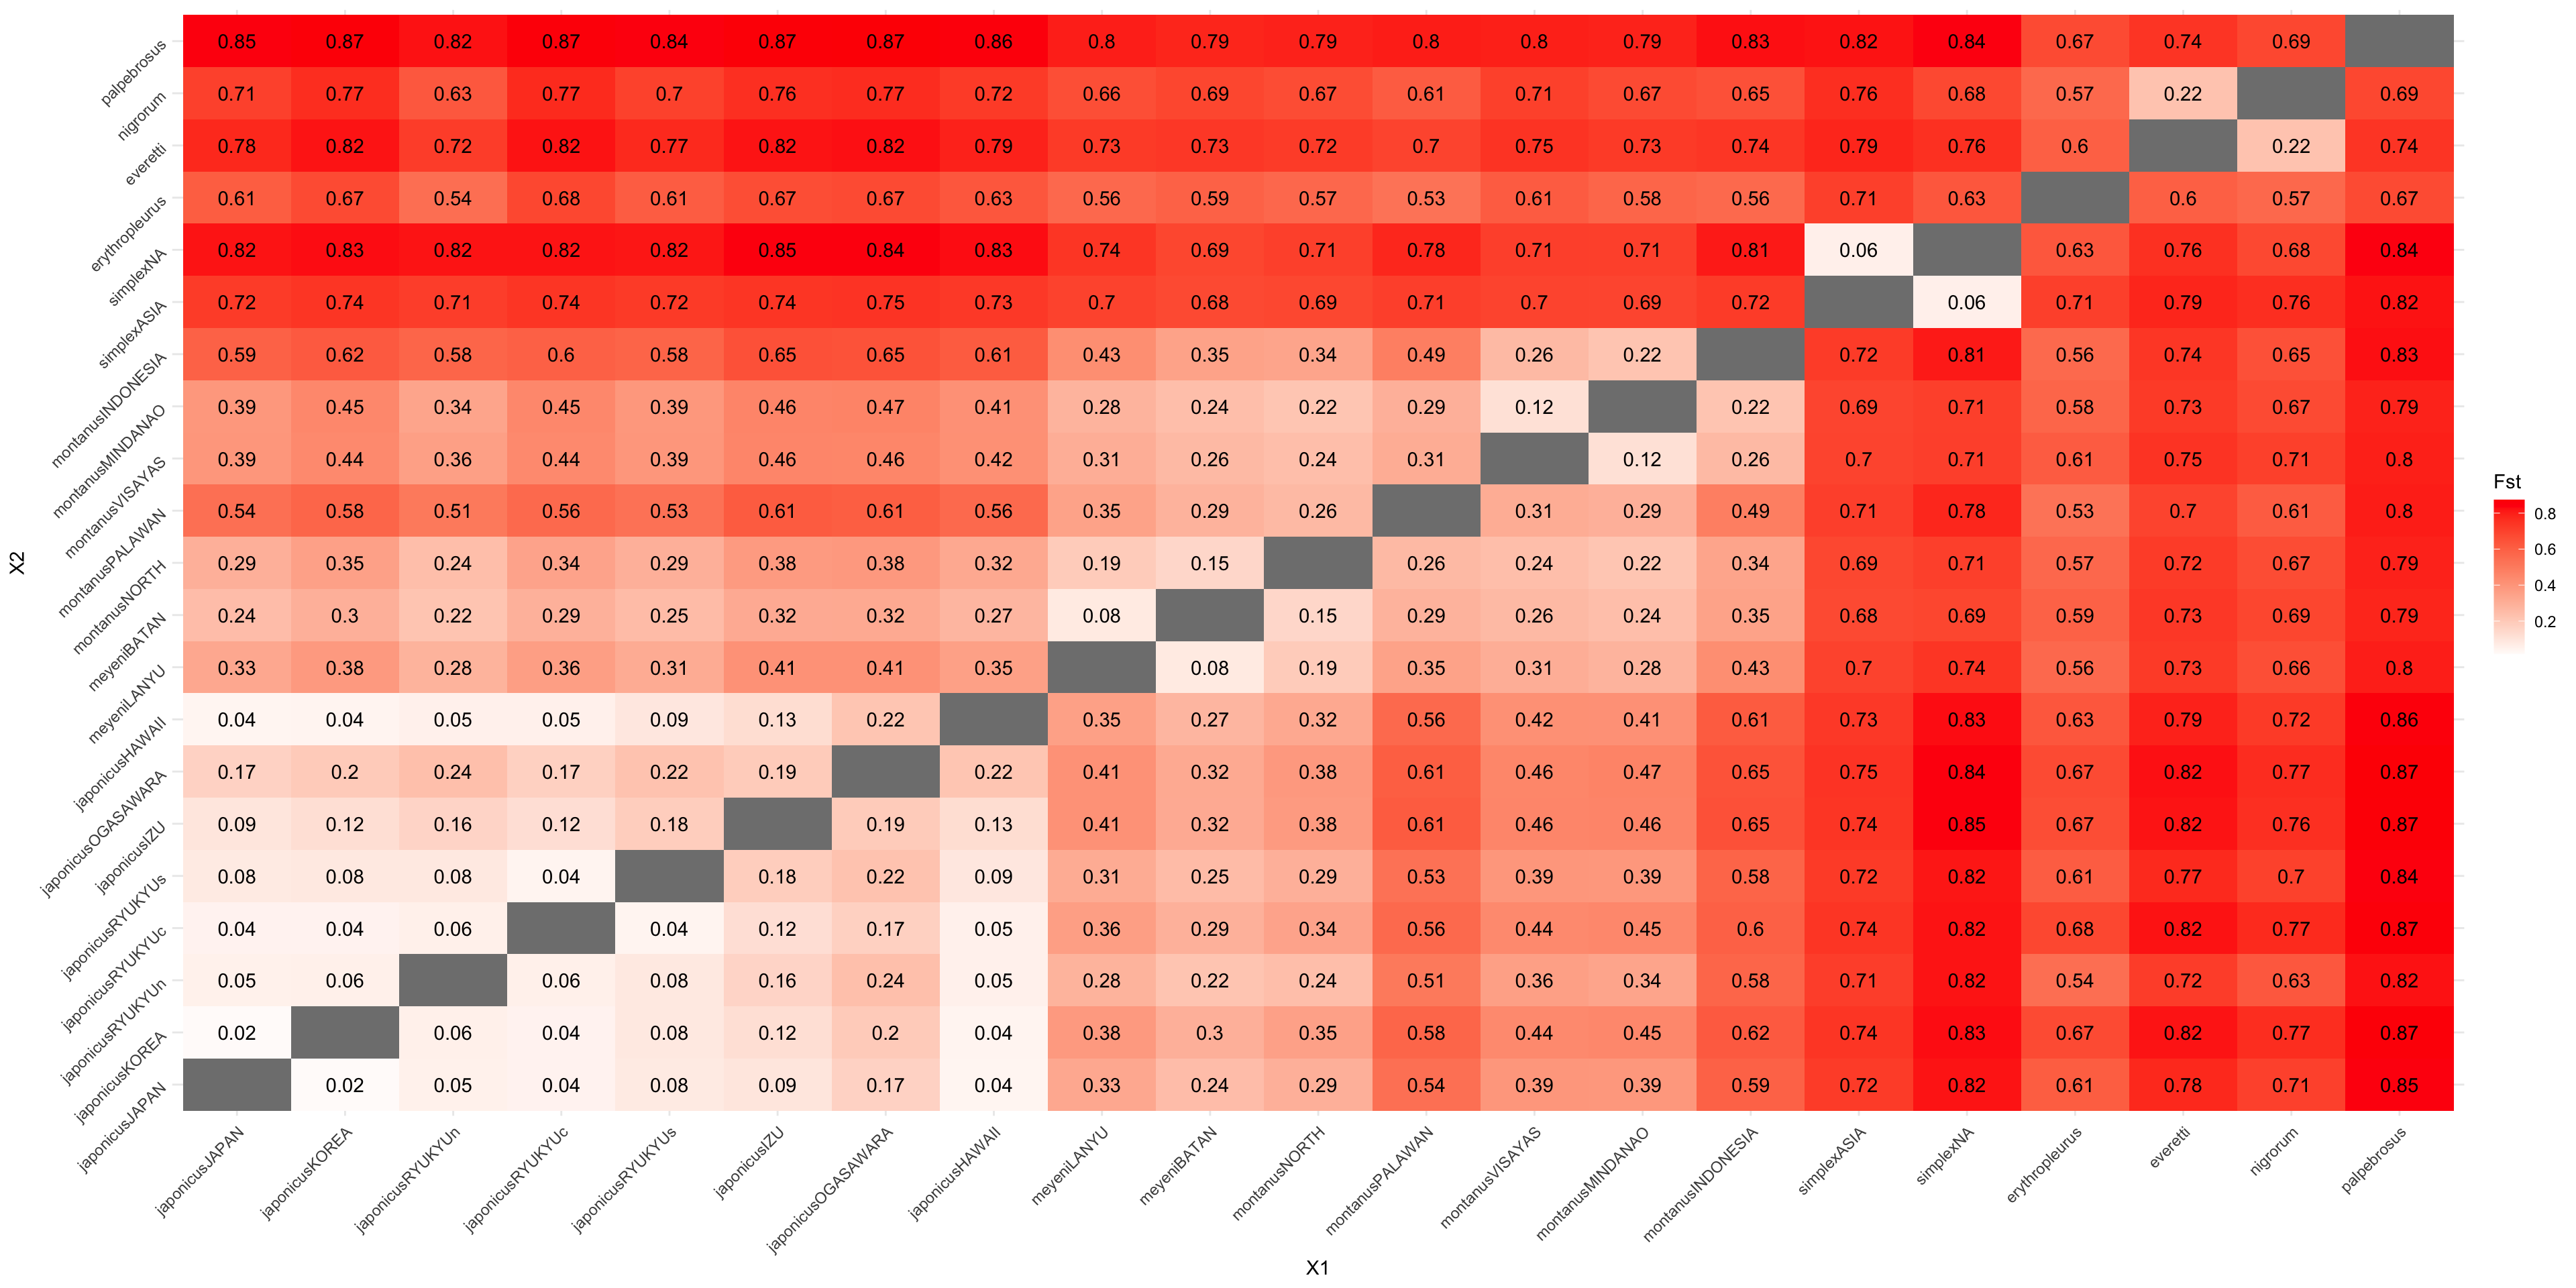 palpebrosus 0.85 0.87 0.82 0.87 0.84 0.87 0.87 0.86 0.8 0.79 0.79 0.8 0.8 0.79 0.83 0.82 0.84 0.67 0.74 0.69
nigrorum 0.71 0.77 0.63 0.77 0.7 0.76 0.77 0.72 0.66 0.69 0.67 0.61 0.71 0.67 0.65 0.76 0.68 0.57 0.22 0.69
everetti 0.78 0.82 0.72 0.82 0.77 0.82 0.82 0.79 0.73 0.73 0.72 0.7 0.75 0.73 0.74 0.79 0.76 0.6 0.22 0.74
erythropleurus 0.61 0.67 0.54 0.68 0.61 0.67 0.67 0.63 0.56 0.59 0.57 0.53 0.61 0.58 0.56 0.71 0.63 0.6 0.57 0.67
simplexNA 0.82 0.83 0.82 0.82 0.82 0.85 0.84 0.83 0.74 0.69 0.71 0.78 0.71 0.71 0.81 0.06 0.63 0.76 0.68 0.84
simplexASIA 0.72 0.74 0.71 0.74 0.72 0.74 0.75 0.73 0.7 0.68 0.69 0.71 0.7 0.69 0.72 0.06 0.71 0.79 0.76 0.82
montanusINDONESIA 0.59 0.62 0.58 0.6 0.58 0.65 0.65 0.61 0.43 0.35 0.34 0.49 0.26 0.22 0.72 0.81 0.56 0.74 0.65 0.83
montanusMINDANAO 0.39 0.45 0.34 0.45 0.39 0.46 0.47 0.41 0.28 0.24 0.22 0.29 0.12 0.22 0.69 0.71 0.58 0.73 0.67 0.79
montanusVISAYAS 0.39 0.44 0.36 0.44 0.39 0.46 0.46 0.42 0.31 0.26 0.24 0.31 0.12 0.26 0.7 0.71 0.61 0.75 0.71 0.8
montanusPALAWAN 0.54 0.58 0.51 0.56 0.53 0.61 0.61 0.56 0.35 0.29 0.26 0.31 0.29 0.49 0.71 0.78 0.53 0.7 0.61 0.8
montanusNORTH 0.29 0.35 0.24 0.34 0.29 0.38 0.38 0.32 0.19 0.15 0.26 0.24 0.22 0.34 0.69 0.71 0.57 0.72 0.67 0.79
meyeniBATAN 0.24 0.3 0.22 0.29 0.25 0.32 0.32 0.27 0.08 0.15 0.29 0.26 0.24 0.35 0.68 0.69 0.59 0.73 0.69 0.79
meyeniLANYU 0.33 0.38 0.28 0.36 0.31 0.41 0.41 0.35 0.08 0.19 0.35 0.31 0.28 0.43 0.7 0.74 0.56 0.73 0.66 0.8
japonicusHAWAII 0.04 0.04 0.05 0.05 0.09 0.13 0.22 0.35 0.27 0.32 0.56 0.42 0.41 0.61 0.73 0.83 0.63 0.79 0.72 0.86
japonicusOGASAWARA 0.17 0.2 0.24 0.17 0.22 0.19 0.22 0.41 0.32 0.38 0.61 0.46 0.47 0.65 0.75 0.84 0.67 0.82 0.77 0.87
japonicusIZU 0.09 0.12 0.16 0.12 0.18 0.19 0.13 0.41 0.32 0.38 0.61 0.46 0.46 0.65 0.74 0.85 0.67 0.82 0.76 0.87
japonicusRYUKYUs 0.08 0.08 0.08 0.04 0.18 0.22 0.09 0.31 0.25 0.29 0.53 0.39 0.39 0.58 0.72 0.82 0.61 0.77 0.7 0.84
japonicusRYUKYUc 0.04 0.04 0.06 0.04 0.12 0.17 0.05 0.36 0.29 0.34 0.56 0.44 0.45 0.6 0.74 0.82 0.68 0.82 0.77 0.87
japonicusRYUKYUn 0.05 0.06 0.06 0.08 0.16 0.24 0.05 0.28 0.22 0.24 0.51 0.36 0.34 0.58 0.71 0.82 0.54 0.72 0.63 0.82
japonicusKOREA 0.02 0.06 0.04 0.08 0.12 0.2 0.04 0.38 0.3 0.35 0.58 0.44 0.45 0.62 0.74 0.83 0.67 0.82 0.77 0.87
japonicusJAPAN 0.02 0.05 0.04 0.08 0.09 0.17 0.04 0.33 0.24 0.29 0.54 0.39 0.39 0.59 0.72 0.82 0.61 0.78 0.71 0.85
japonicusJAPAN japonicusKOREA japonicusRYUKYUn japonicusRYUKYUc japonicusRYUKYUs japonicusIZU japonicusOGASAWARA japonicusHAWAII meyeniLANYU meyeniBATAN montanusNORTH montanusPALAWAN montanusVISAYAS montanusMINDANAO montanusINDONESIA simplexASIA simplexNA erythropleurus everetti nigrorum palpebrosus
X1
X2
Fst
0.8
0.6
0.4
0.2